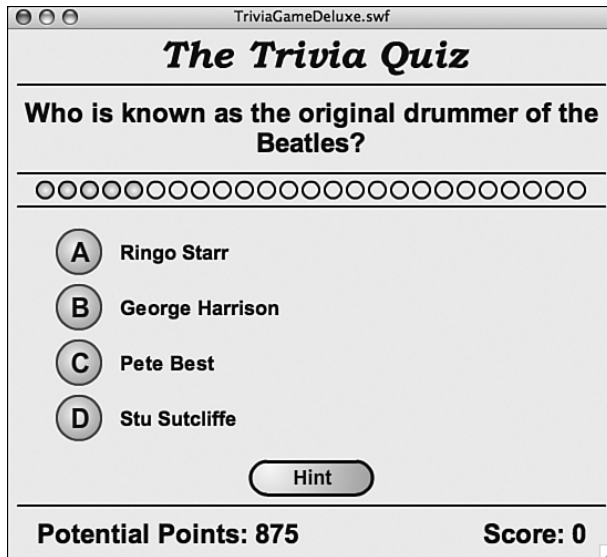 TriviaGameDeluxe.swf
The Trivia Quiz
Who is known as the original drummer of the
Beatles?
A Ringo Starr
B George Harrison
C Pete Best
D Stu Sutcliffe
Hint
Potential Points: 875 Score: 0